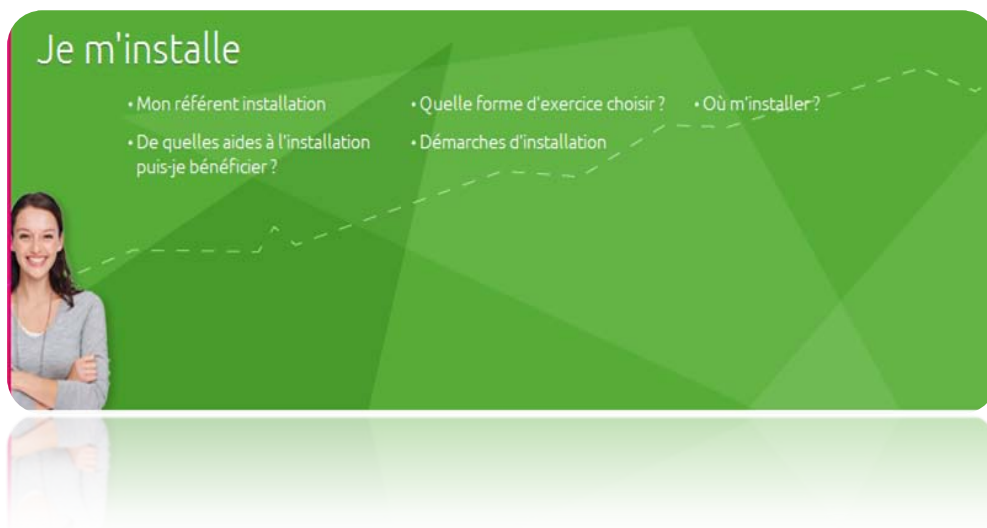 Je m'installe
• Mon référent installation
• De quelles aides à l'installation
puis-je bénéficier ?
• Quelle forme d'exercice choisir ?
• Démarches d'installation
• Où m'installer ?